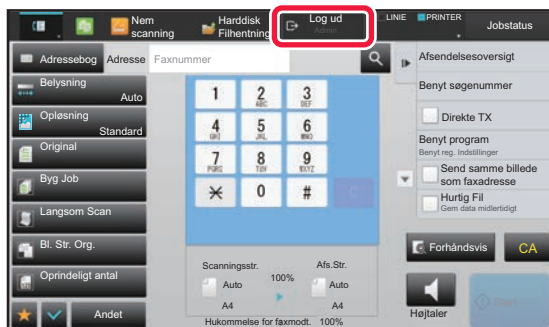 Nem scanning
Harddisk Filhentning
Log ud
Admin
LINIE
PRINTER
Jobstatus
Adressebog
Adresse
Faxnummer
Afsendelsesoversigt
Belysning
Auto
Benyt søgenummer
Opløsning
Standard
Direkte TX
Original
Benyt program
Benyt reg. Indstillinger
Byg Job
Send samme billede som faxadresse
Langsom Scan
Hurtig Fil
Gem data midlertidigt
Bl. Str. Org.
Oprindeligt antal
Andet
1
2
ABC
3
DEF
4
GHI
5
JKL
6
MNO
7
PQRS
8
TUV
9
WXYZ
0
#
C
Forhåndsvis
CA
Scanningsstr.
Afs.Str.
100%
Auto
Auto
A4
A4
Højtaler
Start
Hukommelse for faxmodt. 100%